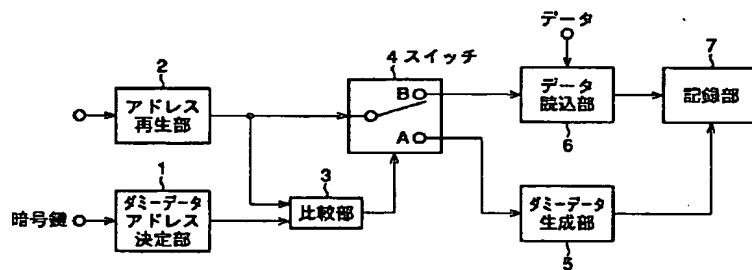 データ
7
4 スイッチ
2
B
データ
読込部
記録部
アドレス
再生部
6
A
1
3
ダミーデータ
アドレス
決定部
暗号鍵
比較部
ダミーデータ
生成部
5